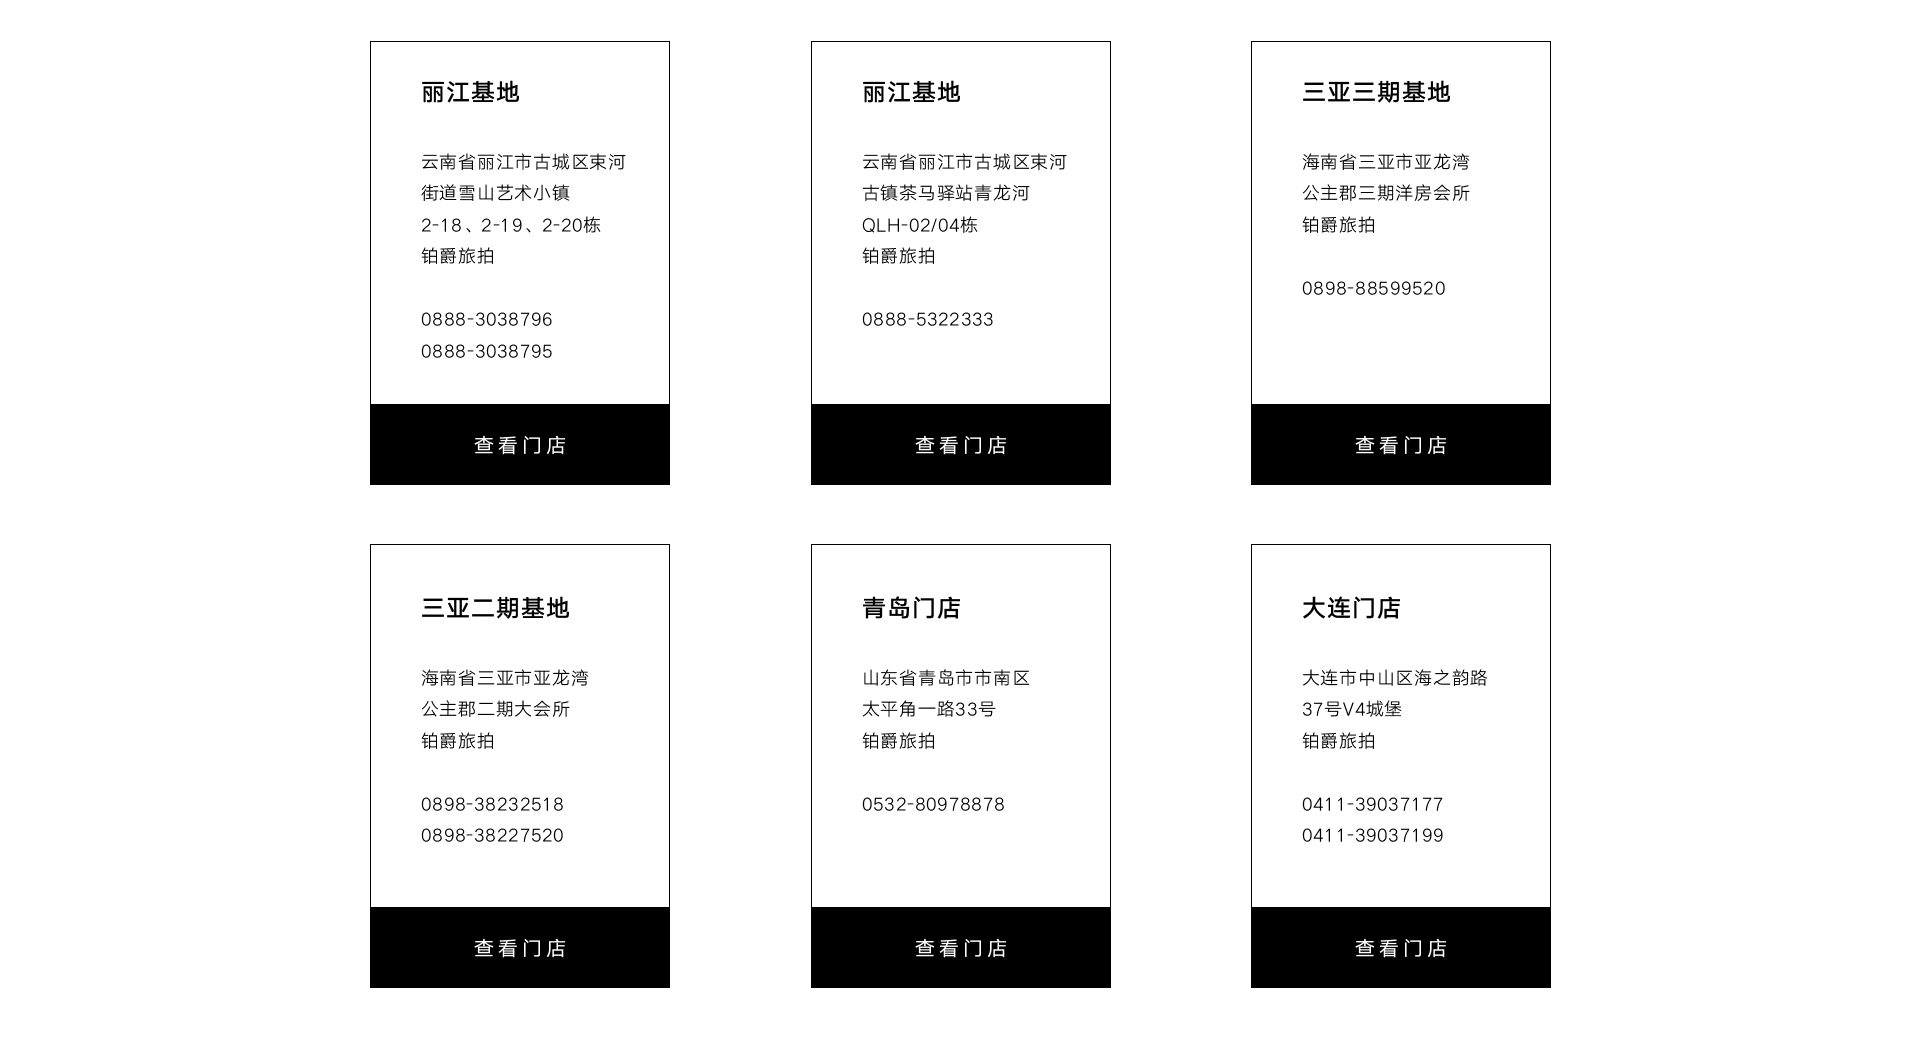 丽江基地
云南省丽江市古城区束河
街道雪山艺术小镇
2-18、2-19、2-20栋
铂爵旅拍
0888-3038796
0888-3038795
查看门店
丽江基地
云南省丽江市古城区束河
古镇茶马驿站青龙河
QLH-02/04栋
铂爵旅拍
0888-5322333
查看门店
三亚三期基地
海南省三亚市亚龙湾
公主郡三期洋房会所
铂爵旅拍
0898-88599520
查看门店
三亚二期基地
海南省三亚市亚龙湾
公主郡二期大会所
铂爵旅拍
0898-38232518
0898-38227520
查看门店
青岛门店
山东省青岛市市南区
太平角一路33号
铂爵旅拍
0532-80978878
查看门店
大连门店
大连市中山区海之韵路
37号V4城堡
铂爵旅拍
0411-39037177
0411-39037199
查看门店